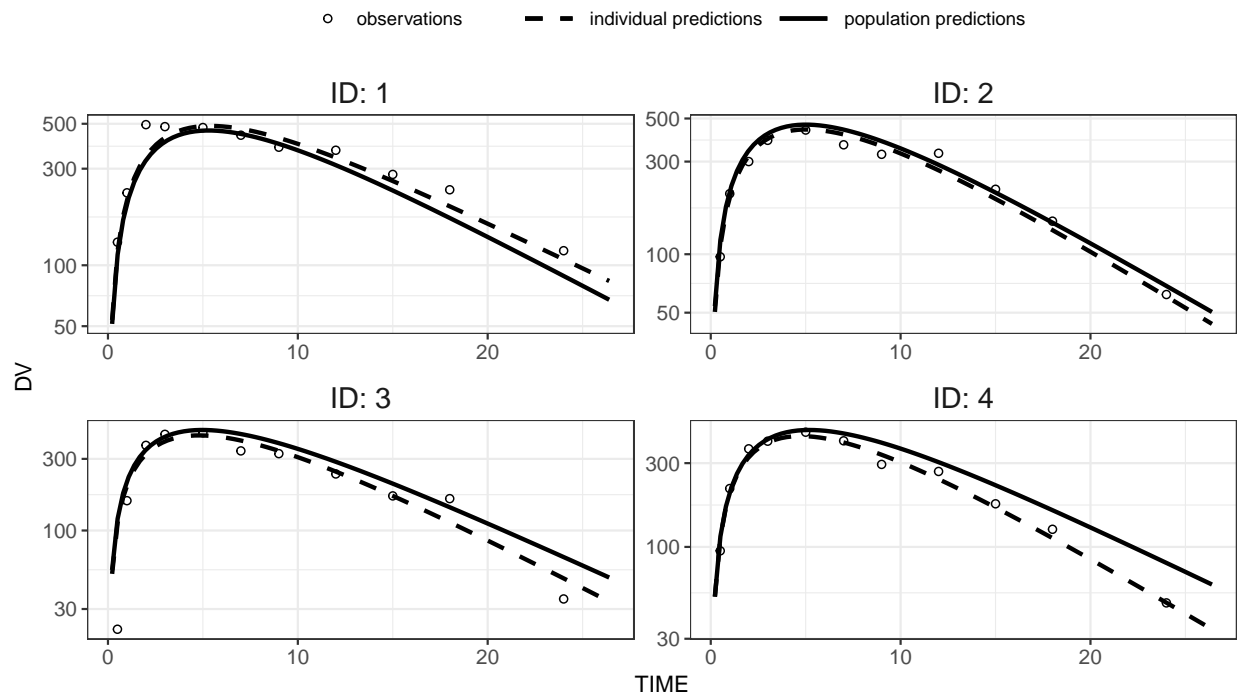 observations individual predictions population predictions
ID: 1 ID: 2
500 500
300 300
100 100
50 50
0 10 20 0 10 20
DV
ID: 3 ID: 4
300 300
100 100
30 30
0 10 20 0 10 20
TIME